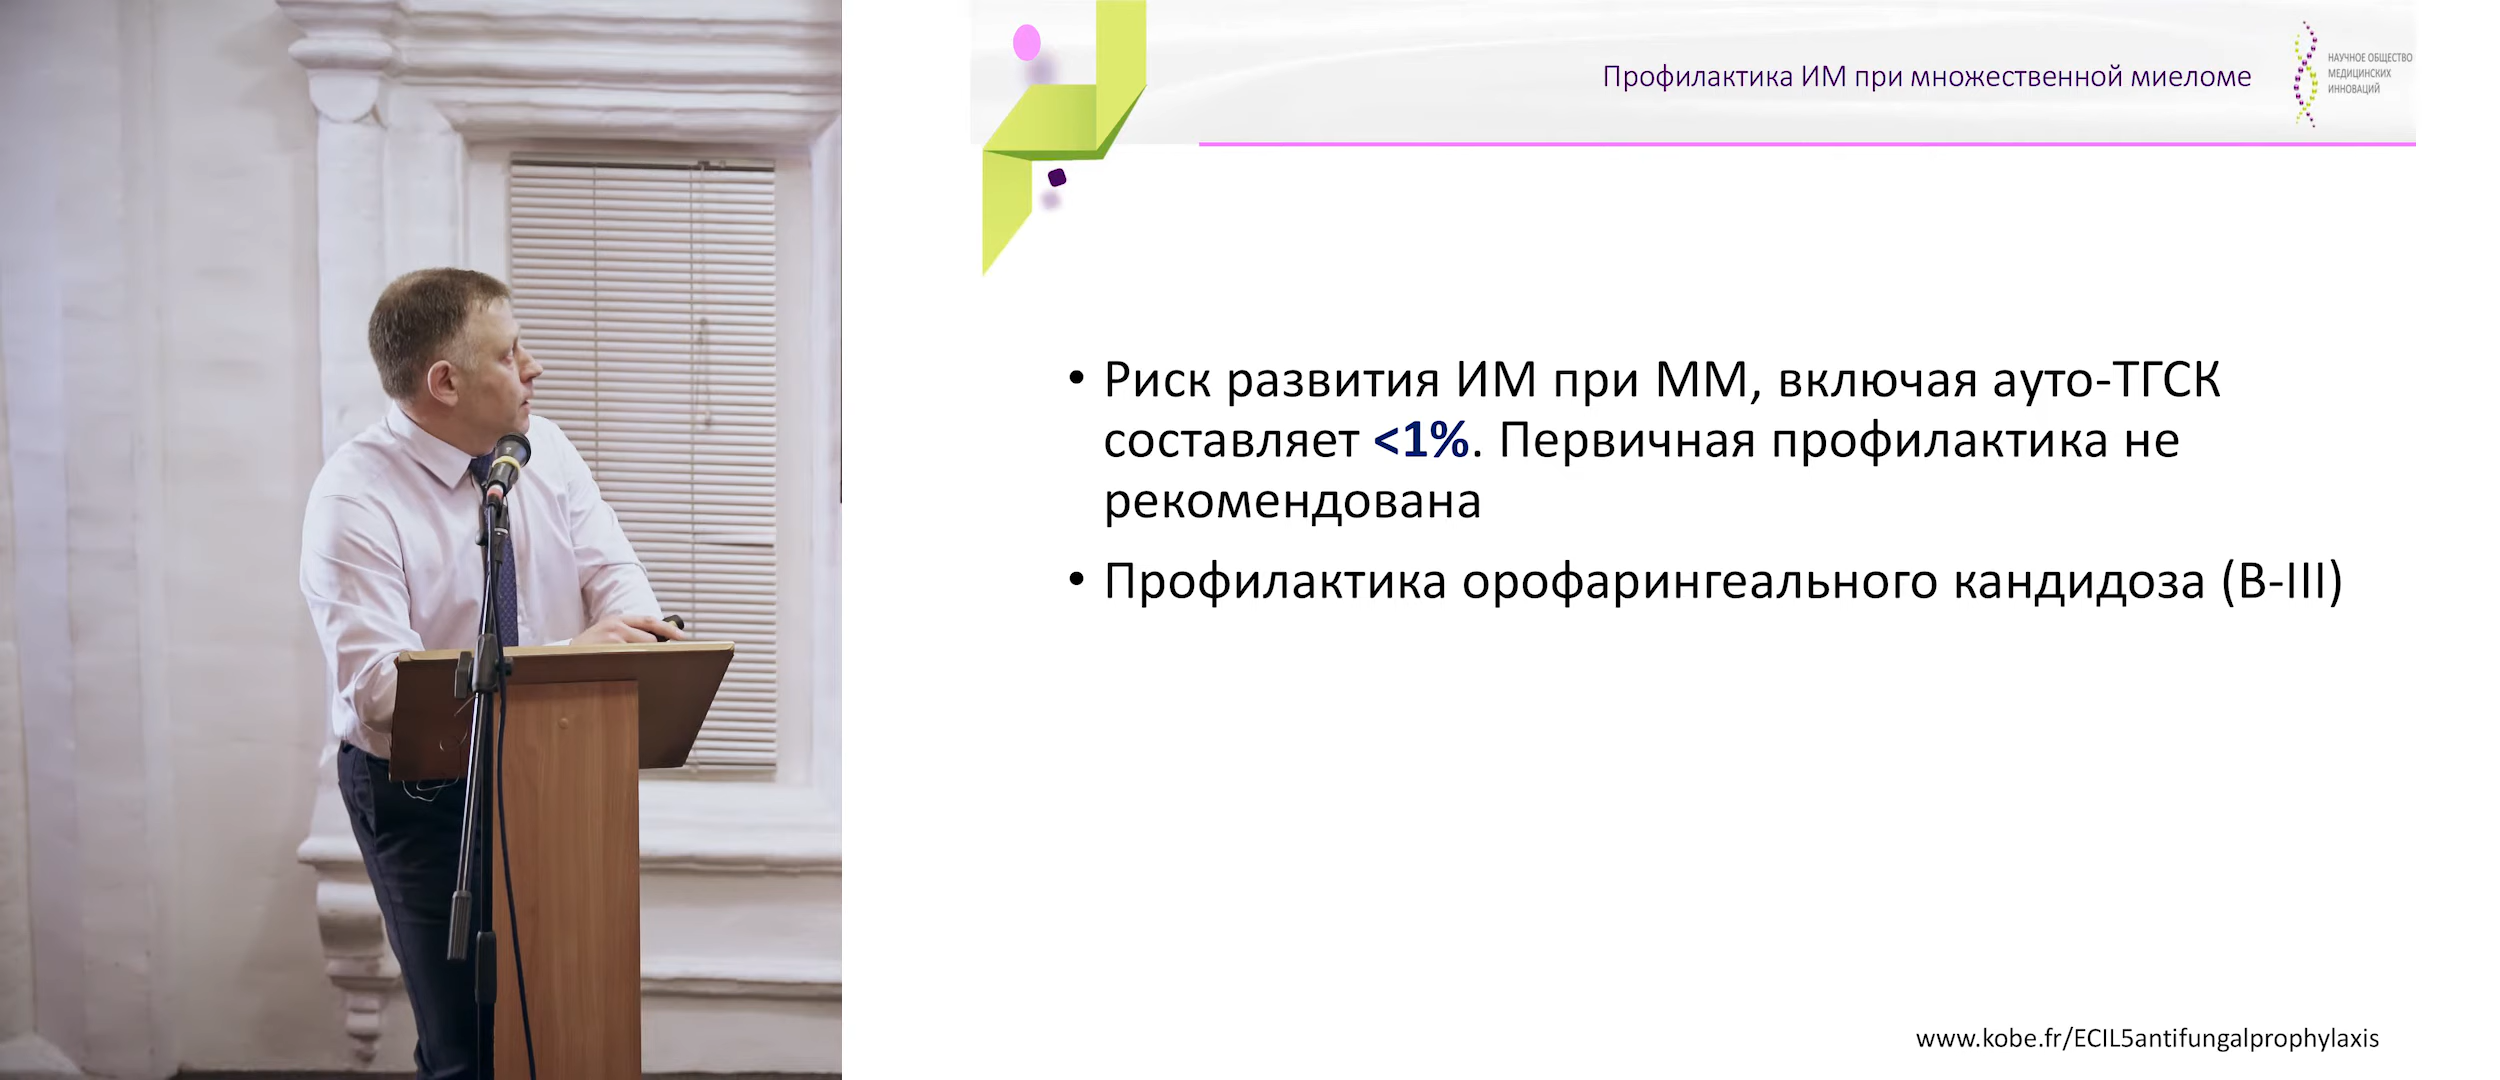 Профилактика ИМ при множественной миеломе
НАУЧНОЕ ОБЩЕСТВО
МЕДИЦИНСКИХ
ИННОВАЦИЙ
• Риск развития ИМ при ММ, включая ауто-ТГСК
составляет <1%. Первичная профилактика не
рекомендована
• Профилактика орофарингеального кандидоза (B-III)
www.kobe.fr/ECIL5antifungalprophylaxis